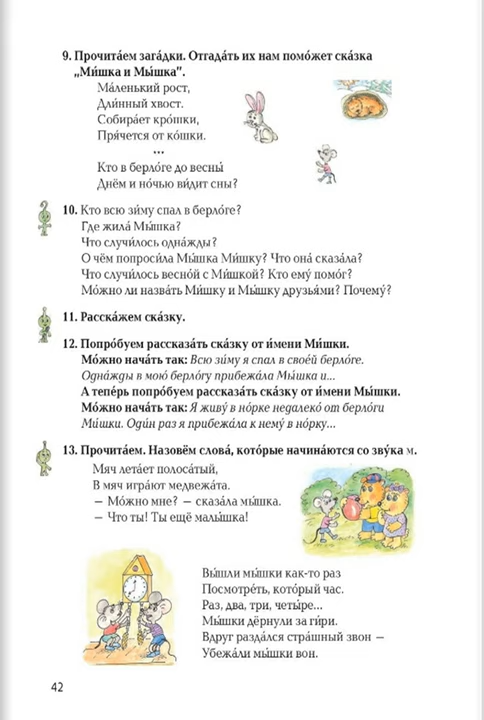 9. Прочита́ем зага́дки. Отгада́ть их нам помо́жет ска́зка
„Ми́шка и Мы́шка“.
Ма́ленький рост,
Дли́нный хвост.
Собира́ет кро́шки,
Пря́чется от ко́шки.
...
Кто в берло́ге до весны́
Днём и но́чью ви́дит сны?
10. Кто всю зи́му спал в берло́ге?
Где жила́ Мы́шка?
Что случи́лось одна́жды?
О чём попроси́ла Мы́шка Ми́шку? Что она́ сказа́ла?
Что случи́лось весно́й с Ми́шкой? Кто ему́ помо́г?
Мо́жно ли назва́ть Ми́шку и Мы́шку друзья́ми? Почему́?
11. Расска́жем ска́зку.
12. Попро́буем рассказа́ть ска́зку от и́мени Ми́шки.
Мо́жно нача́ть так: Всю зи́му я спал в свое́й берло́ге.
Одна́жды в мою́ берло́гу прибежа́ла Мы́шка и...
А тепе́рь попро́буем рассказа́ть ска́зку от и́мени Мы́шки.
Мо́жно нача́ть так: Я живу́ в но́рке недалеко́ от берло́ги
Ми́шки. Оди́н раз я прибежа́ла к нему́ в но́рку...
13. Прочита́ем. Назовём слова́, кото́рые начина́ются со зву́ка м.
Мяч лета́ет полоса́тый,
В мяч игра́ют медвежа́та.
– Мо́жно мне? – сказа́ла мы́шка.
– Что ты! Ты ещё малы́шка!
Вы́шли мы́шки как-то раз
Посмотре́ть, кото́рый час.
Раз, два, три, четы́ре...
Мы́шки дёрнули за ги́ри.
Вдруг разда́лся стра́шный звон –
Убежа́ли мы́шки вон.
42